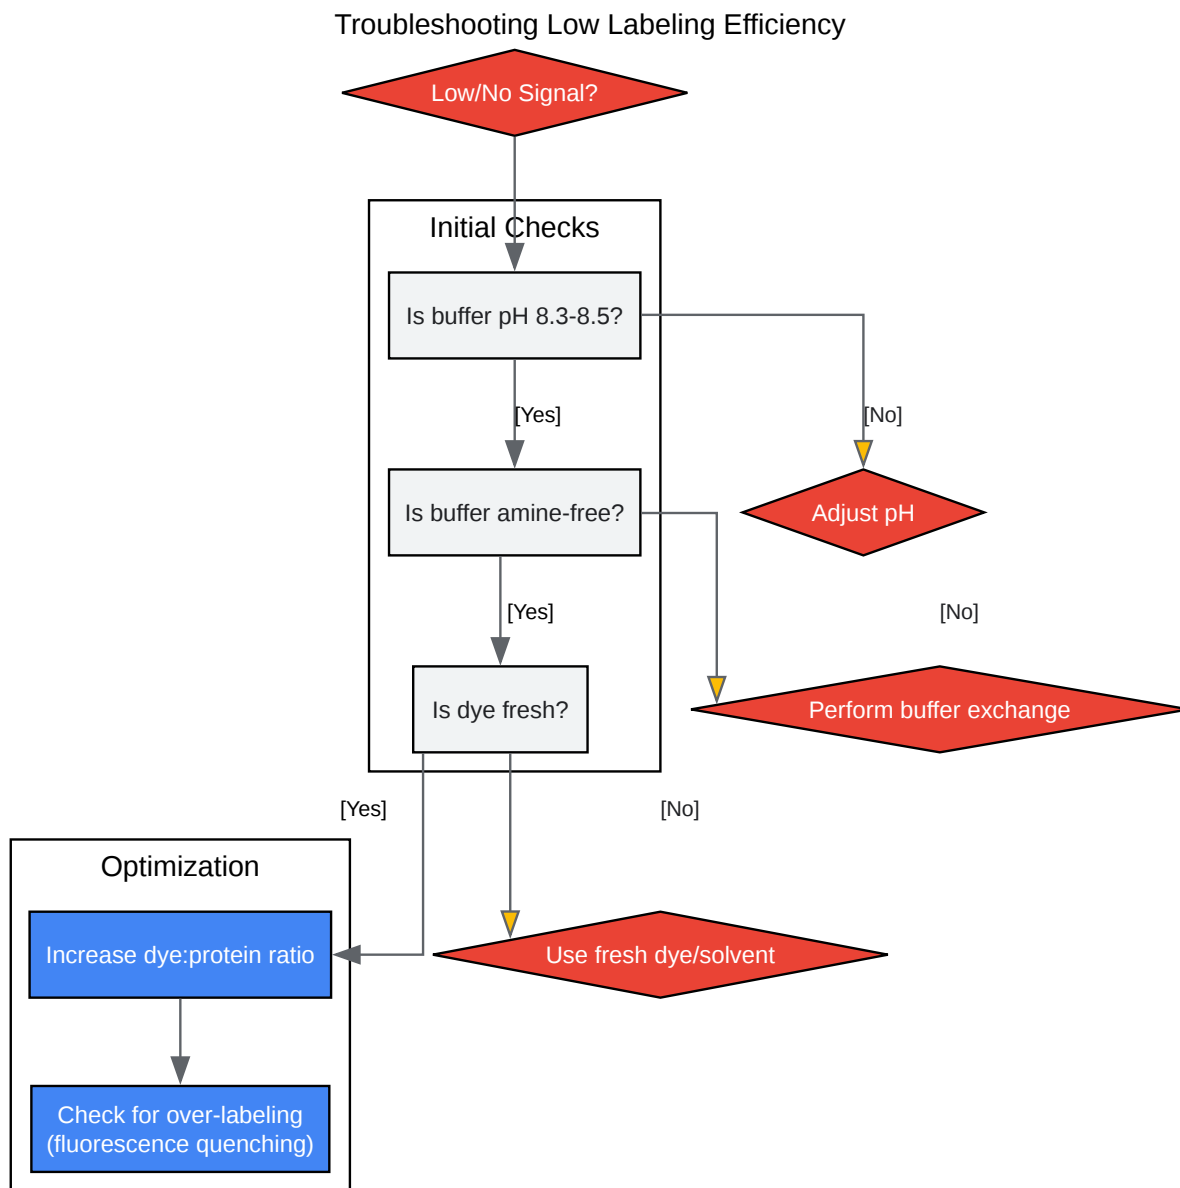 Troubleshooting Low Labeling Efficiency
Low/No Signal?
Initial Checks
Is buffer pH 8.3-8.5?
[Yes]
[No]
Is buffer amine-free?
Adjust pH
[Yes]
[No]
Is dye fresh?
Perform buffer exchange
[Yes]
[No]
Optimization
Increase dye:protein ratio
Use fresh dye/solvent
Check for over-labeling
(fluorescence quenching)